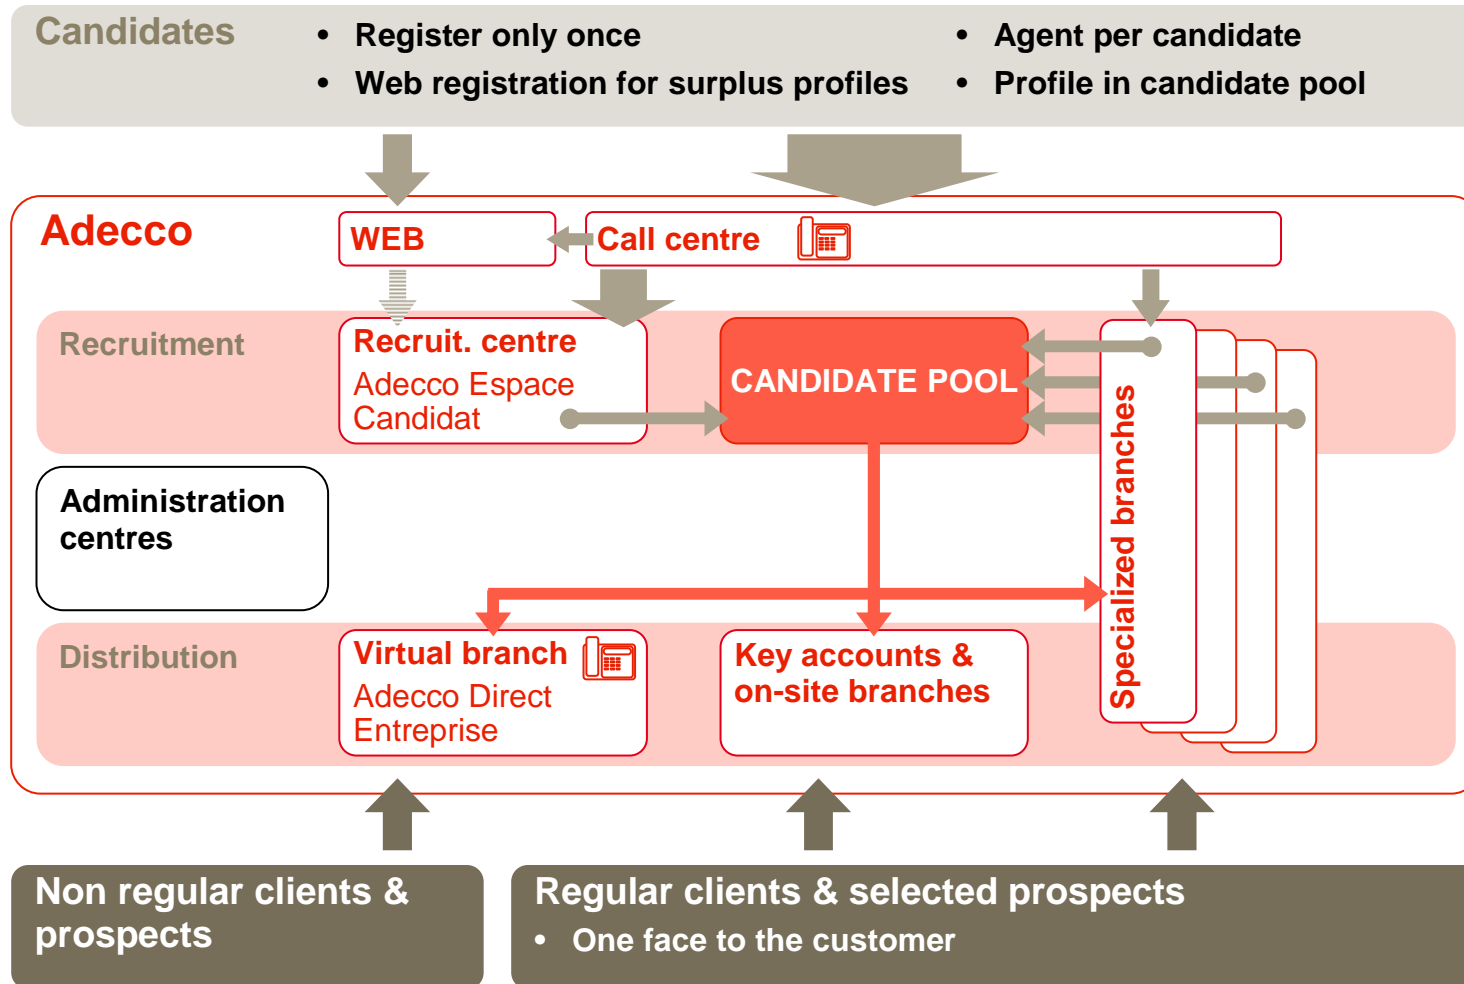 Candidates
• Register only once
• Web registration for surplus profiles
• Agent per candidate
• Profile in candidate pool
Adecco
WEB
Call centre
Recruitment
Recruit. centre
Adecco Espace
Candidat
CANDIDATE POOL
Specialized branches
Administration
centres
Distribution
Virtual branch
Adecco Direct
Entreprise
Key accounts &
on-site branches
Non regular clients &
prospects
Regular clients & selected prospects
• One face to the customer